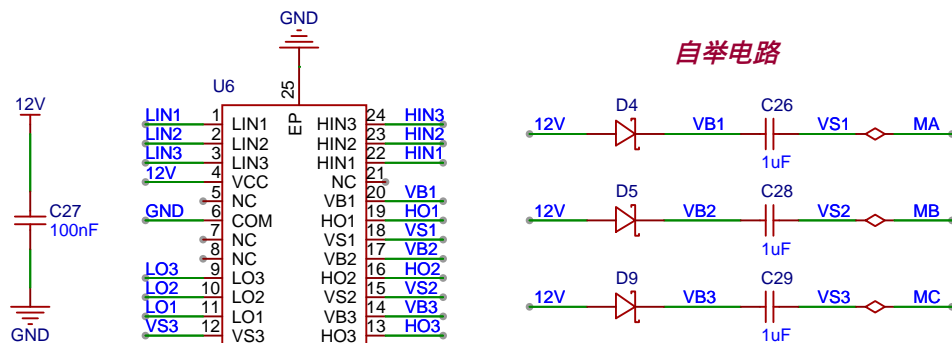 GND
自举电路
U6
25
EP
12V
C27
100nF
GND
LIN1 1 LIN1
LIN2 2 LIN2
LIN3 3 LIN3
12V 4 VCC
5 NC
GND 6 COM
7 NC
8 NC
LO3 9 LO3
LO2 10 LO2
LO1 11 LO1
VS3 12 VS3
HIN3 24 HIN3
HIN2 23 HIN2
HIN1 22 HIN1
NC 21
VB1 20 VB1
HO1 19 HO1
VS1 18 VS1
VB2 17 VB2
HO2 16 HO2
VS2 15 VS2
VB3 14 VB3
HO3 13 HO3
D4 C26
12V VB1 VS1 MA
1uF
D5 C28
12V VB2 VS2 MB
1uF
D9 C29
12V VB3 VS3 MC
1uF